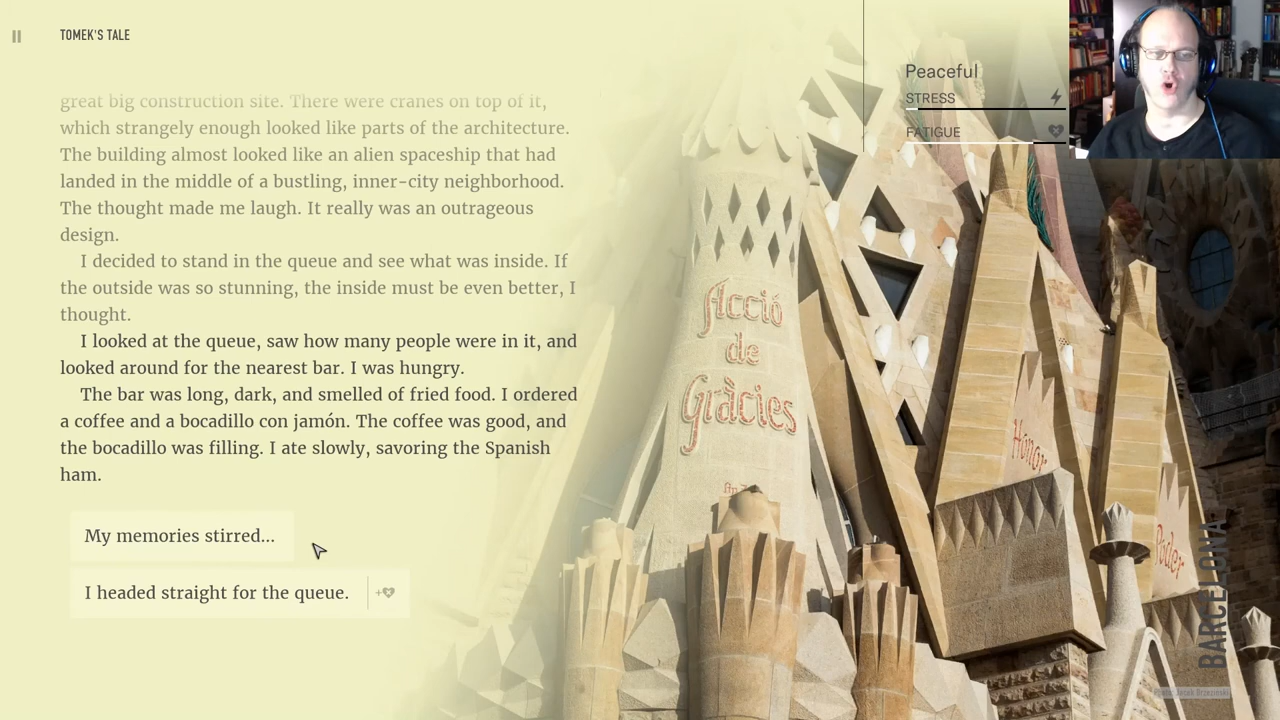 TOMEK'S TALE
great big construction site. There were cranes on top of it,
which strangely enough looked like parts of the architecture.
The building almost looked like an alien spaceship that had
landed in the middle of a bustling, inner-city neighborhood.
The thought made me laugh. It really was an outrageous
design.
I decided to stand in the queue and see what was inside. If
the outside was so stunning, the inside must be even better, I
thought.
I looked at the queue, saw how many people were in it, and
looked around for the nearest bar. I was hungry.
The bar was long, dark, and smelled of fried food. I ordered
a coffee and a bocadillo con jamón. The coffee was good, and
the bocadillo was filling. I ate slowly, savoring the Spanish
ham.
My memories stirred...
I headed straight for the queue.
Peaceful
STRESS
FATIGUE
Acció
de
Gràcies
Honor
Poder
BARCELONA
Photo: Jacek Brzezinski